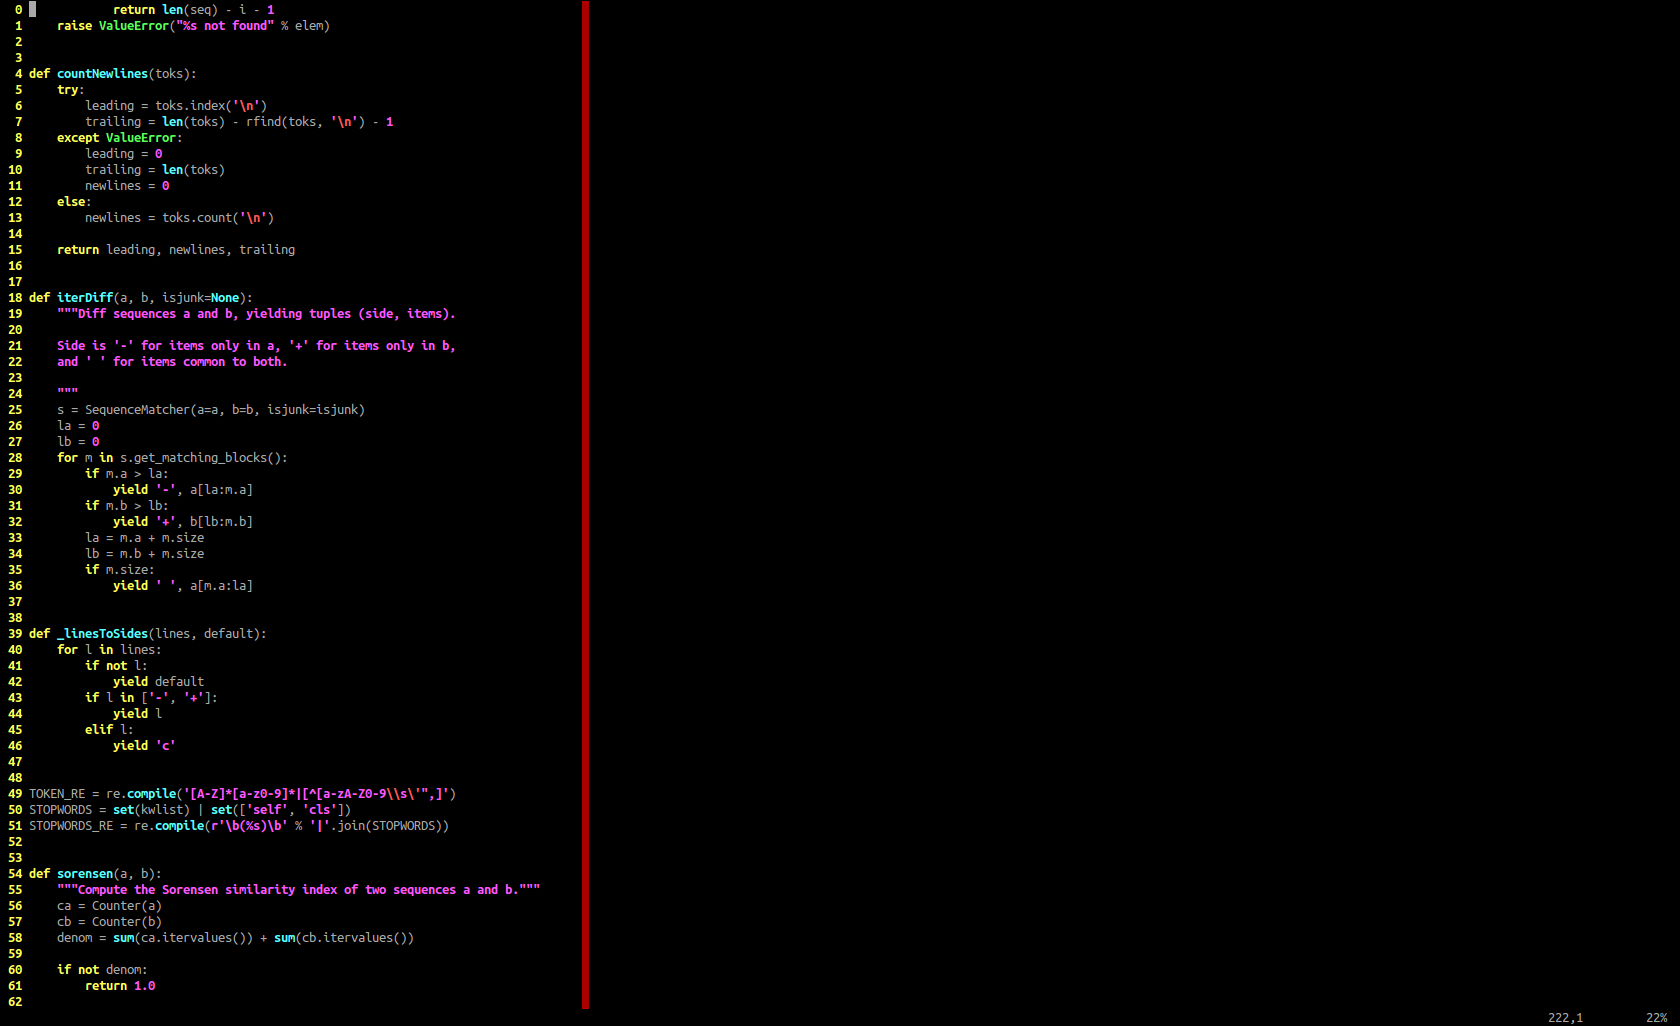 0             return len(seq) - i - 1
1     raise ValueError("%s not found" % elem)
2
3
4 def countNewlines(toks):
5     try:
6         leading = toks.index('\n')
7         trailing = len(toks) - rfind(toks, '\n') - 1
8     except ValueError:
9         leading = 0
10         trailing = len(toks)
11         newlines = 0
12     else:
13         newlines = toks.count('\n')
14
15     return leading, newlines, trailing
16
17
18 def iterDiff(a, b, isjunk=None):
19     """Diff sequences a and b, yielding tuples (side, items).
20
21     Side is '-' for items only in a, '+' for items only in b,
22     and ' ' for items common to both.
23
24     """
25     s = SequenceMatcher(a=a, b=b, isjunk=isjunk)
26     la = 0
27     lb = 0
28     for m in s.get_matching_blocks():
29         if m.a > la:
30             yield '-', a[la:m.a]
31         if m.b > lb:
32             yield '+', b[lb:m.b]
33         la = m.a + m.size
34         lb = m.b + m.size
35         if m.size:
36             yield ' ', a[m.a:la]
37
38
39 def _linesToSides(lines, default):
40     for l in lines:
41         if not l:
42             yield default
43         if l in ['-', '+']:
44             yield l
45         elif l:
46             yield 'c'
47
48
49 TOKEN_RE = re.compile('[A-Z]*[a-z0-9]*|[^[a-zA-Z0-9\\s\'",]')
50 STOPWORDS = set(kwlist) | set(['self', 'cls'])
51 STOPWORDS_RE = re.compile(r'\b(%s)\b' % '|'.join(STOPWORDS))
52
53
54 def sorensen(a, b):
55     """Compute the Sorensen similarity index of two sequences a and b."""
56     ca = Counter(a)
57     cb = Counter(b)
58     denom = sum(ca.itervalues()) + sum(cb.itervalues())
59
60     if not denom:
61         return 1.0
62
222,1 22%